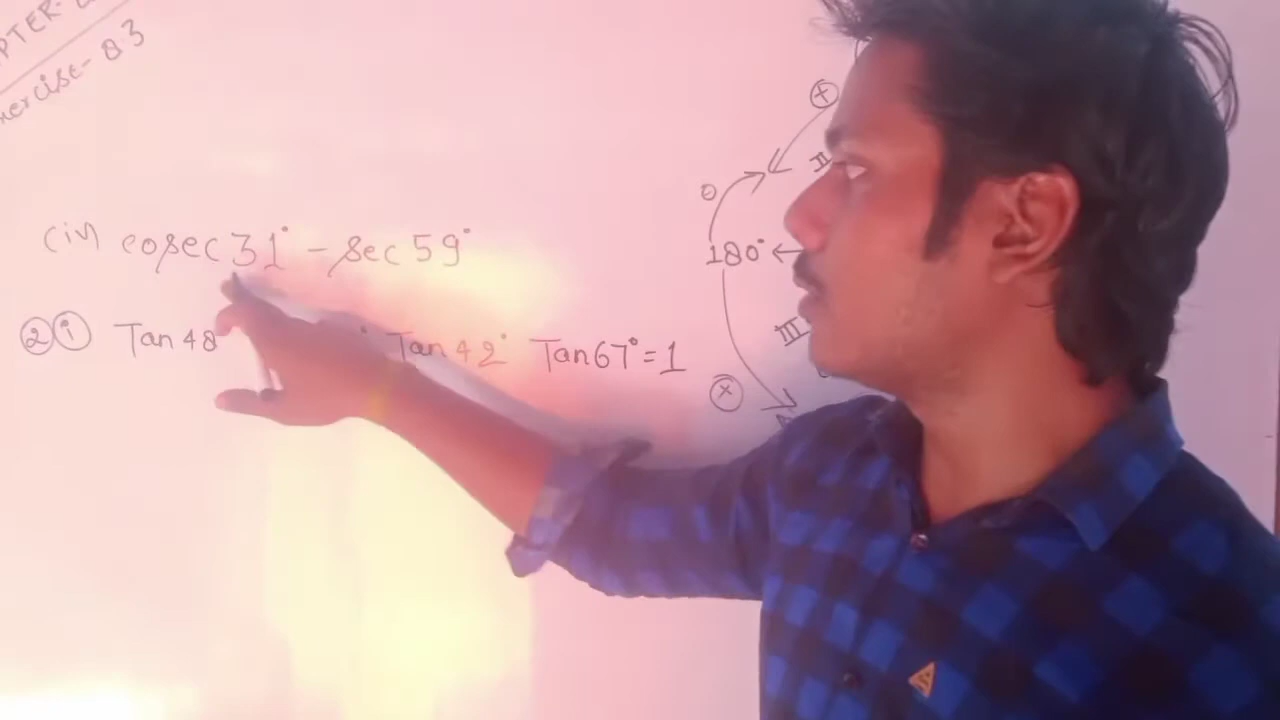 PTER-
ercise- 8.3
(iv) cosec 31° - sec 59°
② ⓘ Tan 48 ° Tan 42° Tan 67° = 1
+
II
180°
III